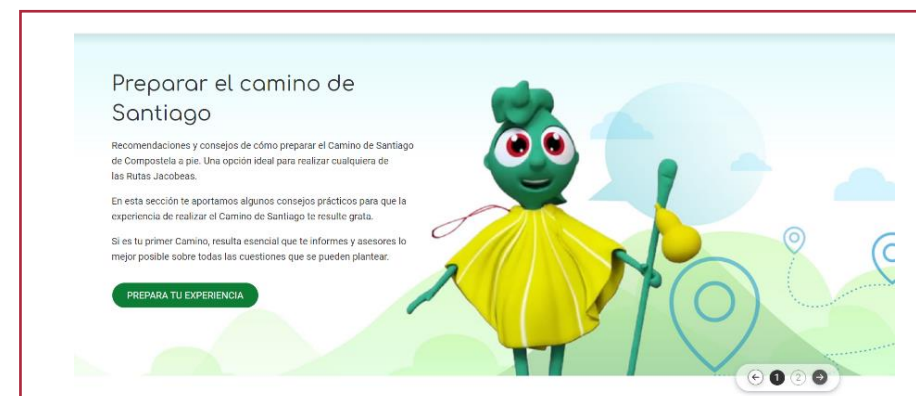 Preparar el camino de
Santiago
Recomendaciones y consejos de cómo preparar el Camino de Santiago
de Compostela a pie. Una opción ideal para realizar cualquiera de
las Rutas Jacobeas.
En esta sección te aportamos algunos consejos prácticos para que la
experiencia de realizar el Camino de Santiago te resulte grata.
Si es tu primer Camino, resulta esencial que te informes y asesores lo
mejor posible sobre todas las cuestiones que se pueden plantear.
PREPARA TU EXPERIENCIA
1 2